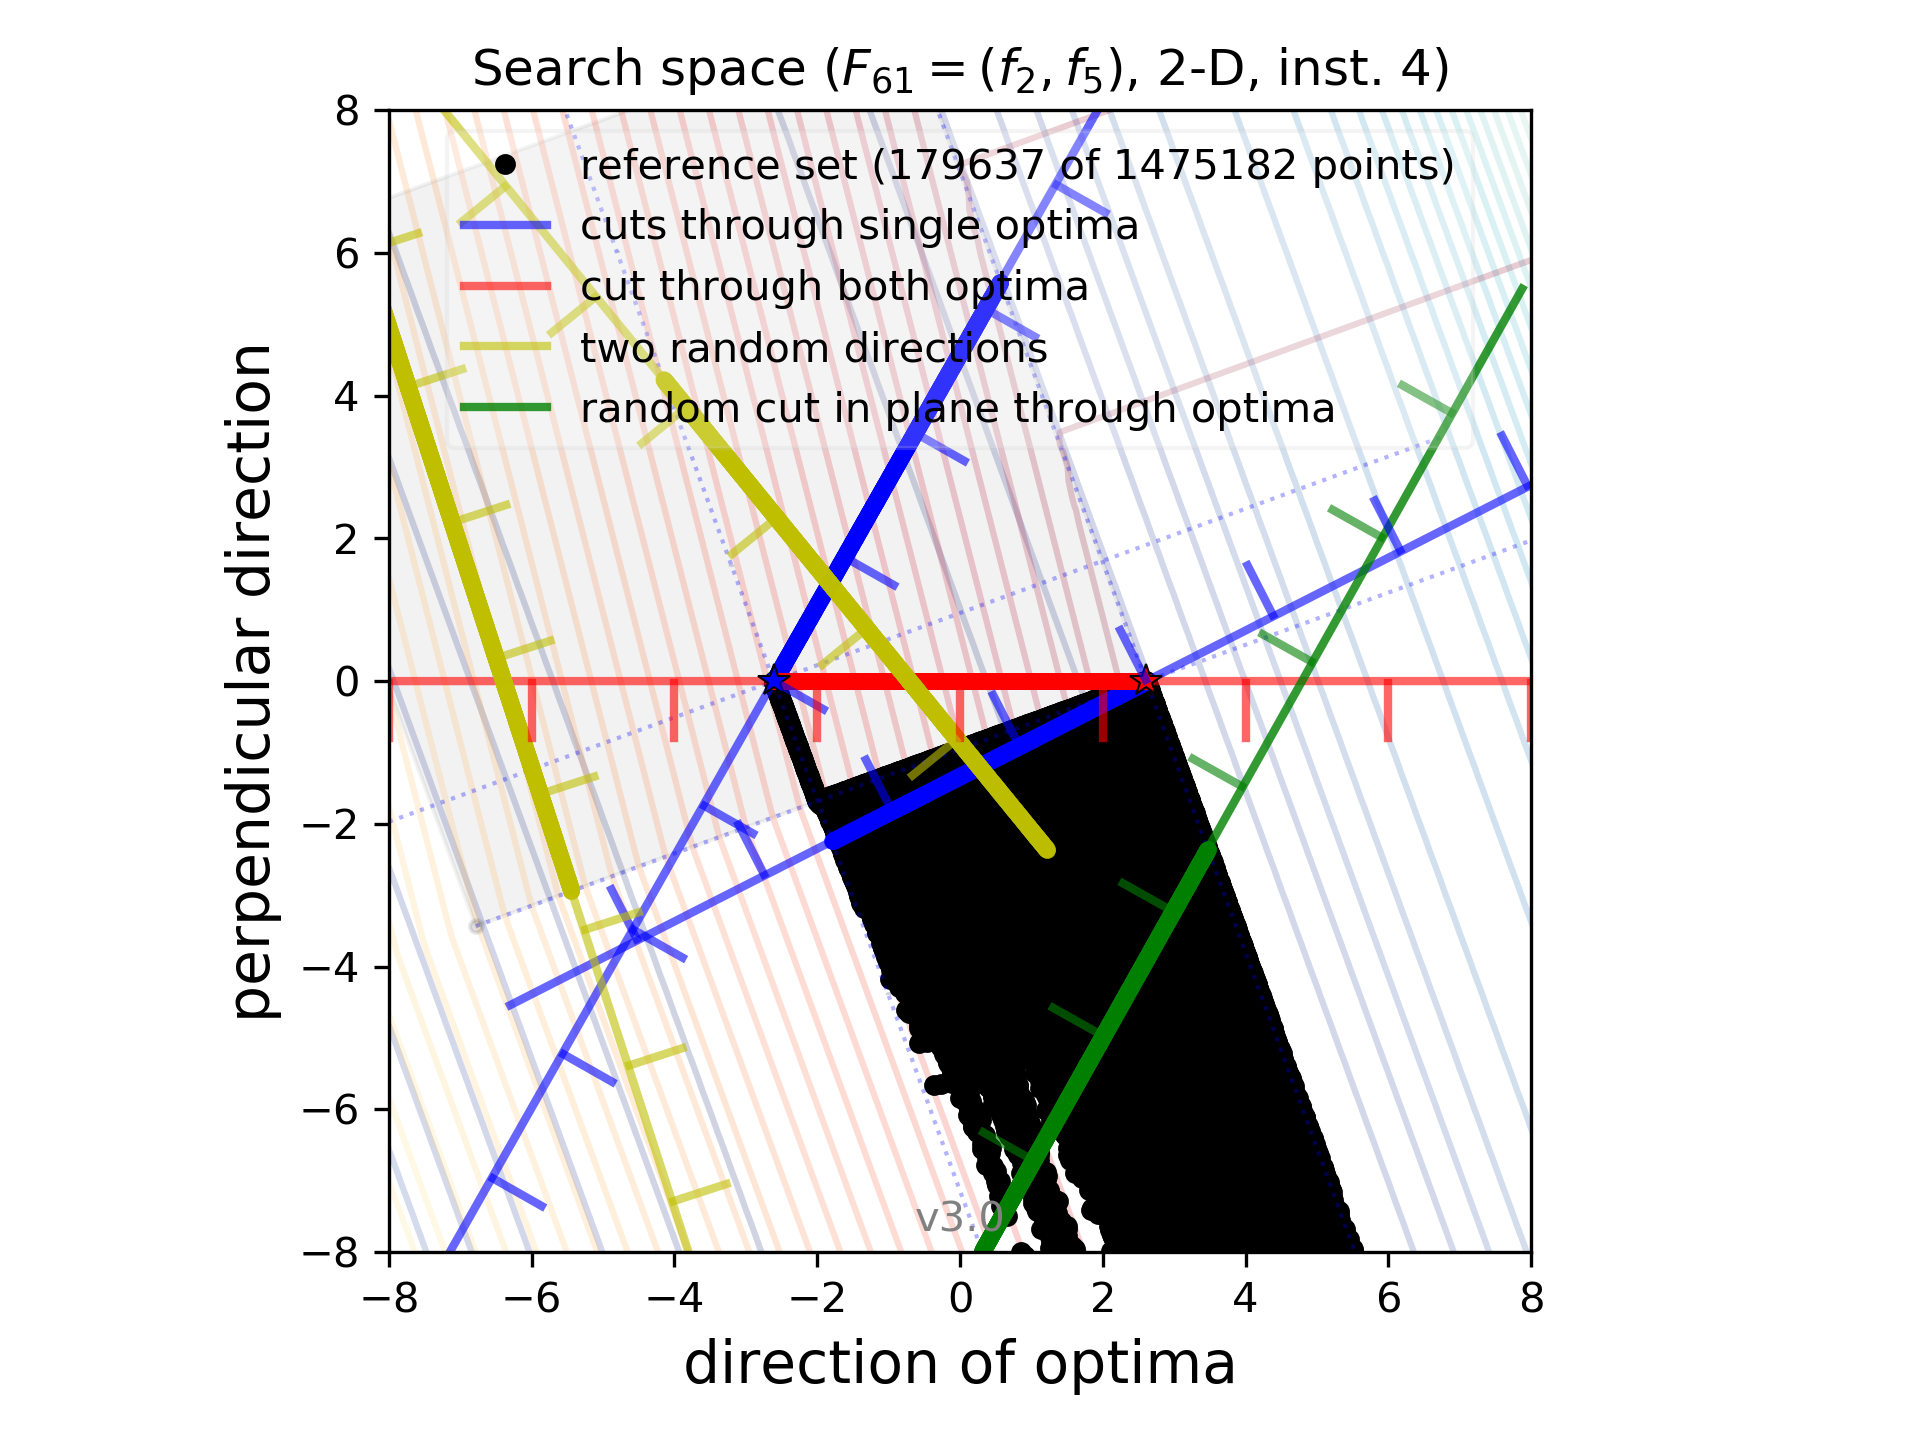 Search space (F₆₁ = (f₂, f₅), 2-D, inst. 4)
reference set (179637 of 1475182 points)
cuts through single optima
cut through both optima
two random directions
random cut in plane through optima
perpendicular direction
8
6
4
2
0
−2
−4
−6
−8
v3.0
−8 −6 −4 −2 0 2 4 6 8
direction of optima